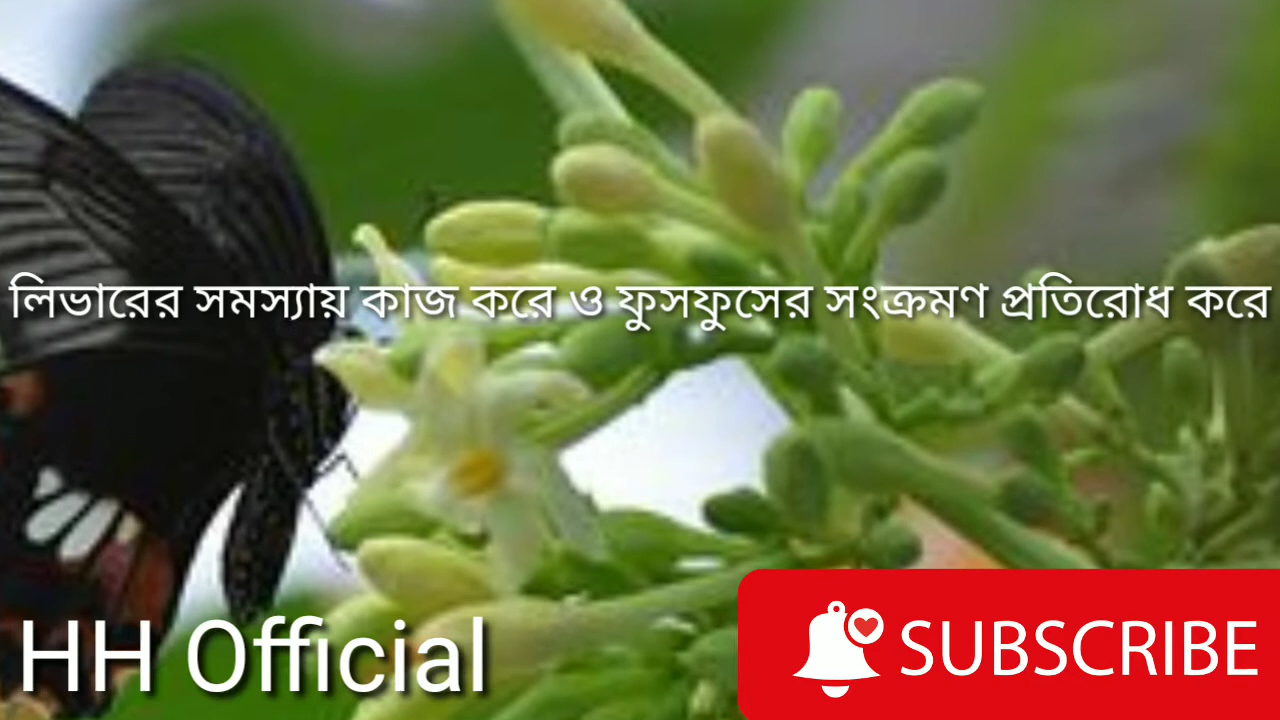 লিভারের সমস্যায় কাজ করে ও ফুসফুসের সংক্রমণ প্রতিরোধ করে
HH Official
SUBSCRIBE